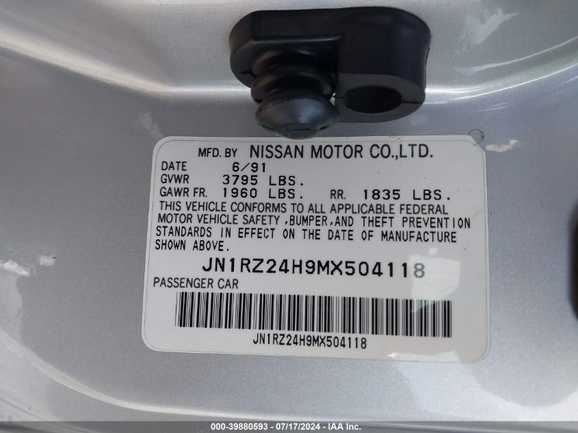 MFD. BY NISSAN MOTOR CO.,LTD.
DATE 6/91
GVWR 3795 LBS.
GAWR FR. 1960 LBS. RR. 1835 LBS.
THIS VEHICLE CONFORMS TO ALL APPLICABLE FEDERAL
MOTOR VEHICLE SAFETY ,BUMPER,AND THEFT PREVENTION
STANDARDS IN EFFECT ON THE DATE OF MANUFACTURE
SHOWN ABOVE.
JN1RZ24H9MX504118
PASSENGER CAR
JN1RZ24H9MX504118
000-39880593 - 07/17/2024 - IAA Inc.